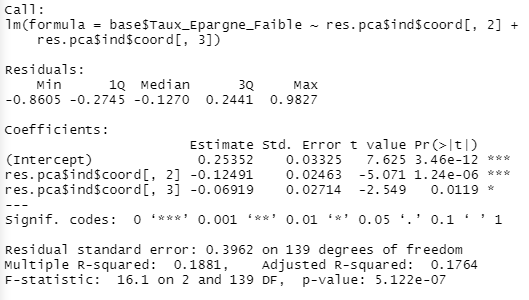 Call:
lm(formula = base$Taux_Epargne_Faible ~ res.pca$ind$coord[, 2] +
    res.pca$ind$coord[, 3])

Residuals:
    Min      1Q  Median      3Q     Max
-0.8605 -0.2745 -0.1270  0.2441  0.9827

Coefficients:
                       Estimate Std. Error t value Pr(>|t|)
(Intercept)             0.25352    0.03325   7.625 3.46e-12 ***
res.pca$ind$coord[, 2] -0.12491    0.02463  -5.071 1.24e-06 ***
res.pca$ind$coord[, 3] -0.06919    0.02714  -2.549   0.0119 *
---
Signif. codes:  0 ‘***’ 0.001 ‘**’ 0.01 ‘*’ 0.05 ‘.’ 0.1 ‘ ’ 1

Residual standard error: 0.3962 on 139 degrees of freedom
Multiple R-squared:  0.1881,    Adjusted R-squared:  0.1764
F-statistic:  16.1 on 2 and 139 DF,  p-value: 5.122e-07